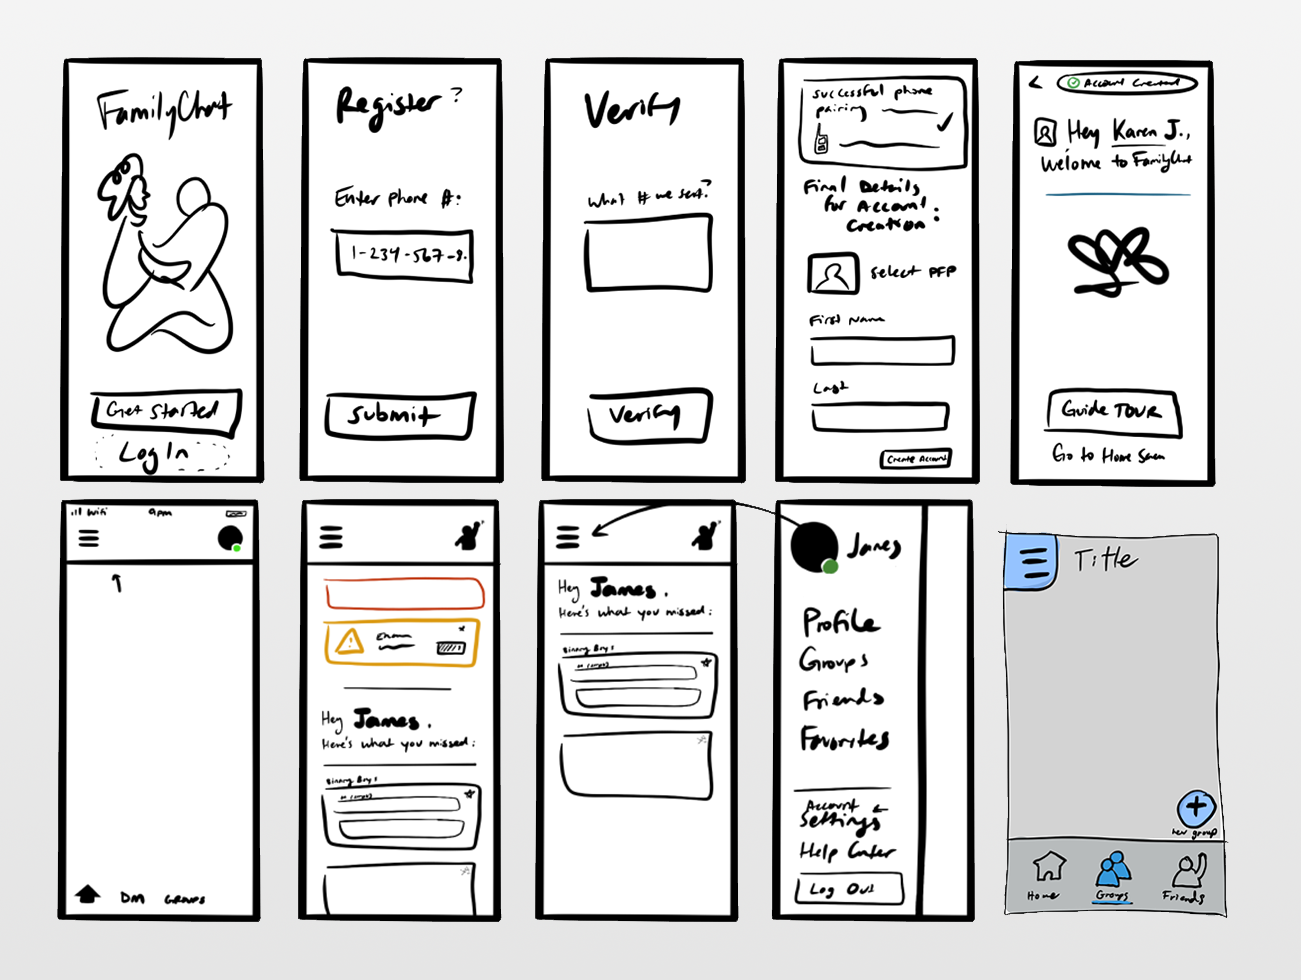 FamilyChat
Get Started
Log In
Register?
Enter phone #:
1-234-567-8.
Submit
Verify
What # we sent?
Verify
successful phone
pairing
Final Details
for Account
Creation:
Select PFP
First Name
Last
Create Account
Account Created
Hey Karen J.,
Welcome to FamilyChat
Guide TOUR
Go to Home Screen
Wifi 9pm
DM GROUPS
Hey James.
Here's what you missed:
Binary Boys
Hey James.
Here's what you missed:
Binary Boys
James
Profile
Groups
Friends
Favorites
Account
Settings
Help Center
Log Out
Title
new group
Home
Groups
Friends